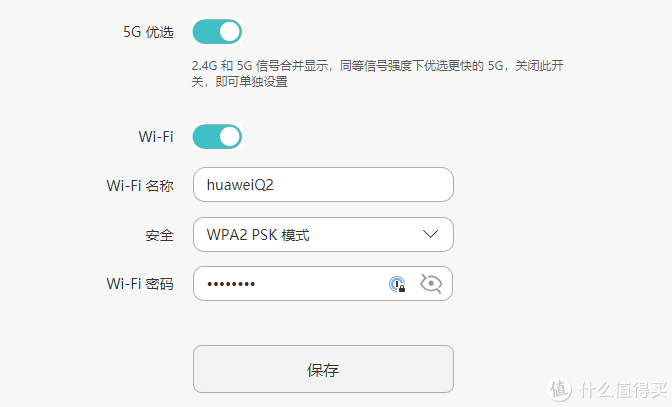 5G 优选
2.4G 和 5G 信号合并显示，同等信号强度下优选更快的 5G，关闭此开
关，即可单独设置
Wi-Fi
Wi-Fi 名称
huaweiQ2
安全
WPA2 PSK 模式
Wi-Fi 密码
••••••••
保存
值 什么值得买